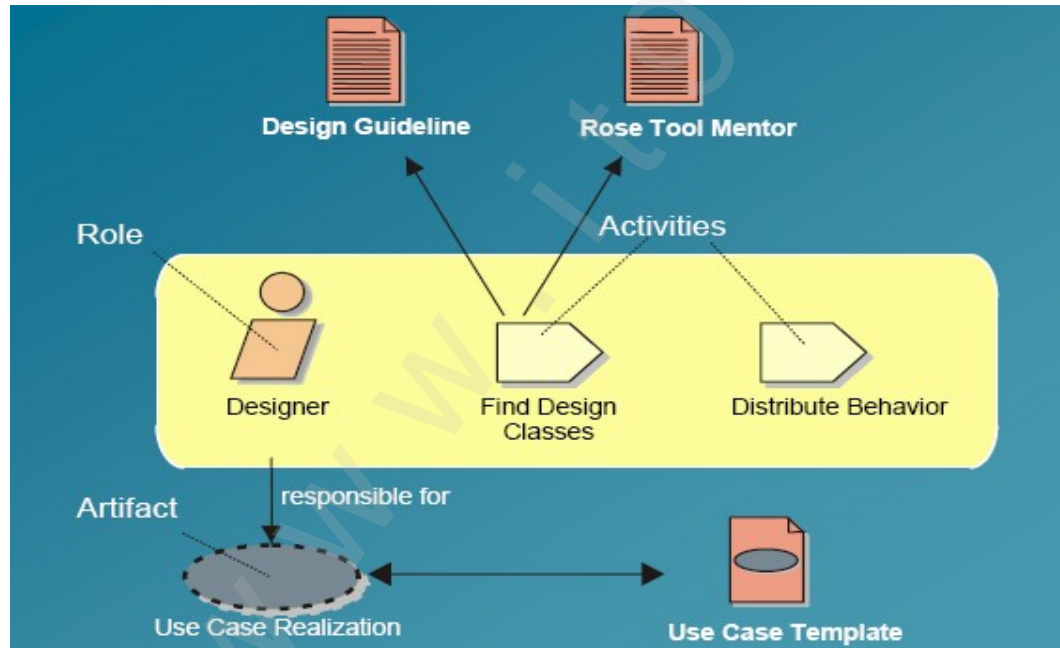 Design Guideline
Rose Tool Mentor
Role
Activities
Designer
Find Design
Classes
Distribute Behavior
responsible for
Artifact
Use Case Realization
Use Case Template